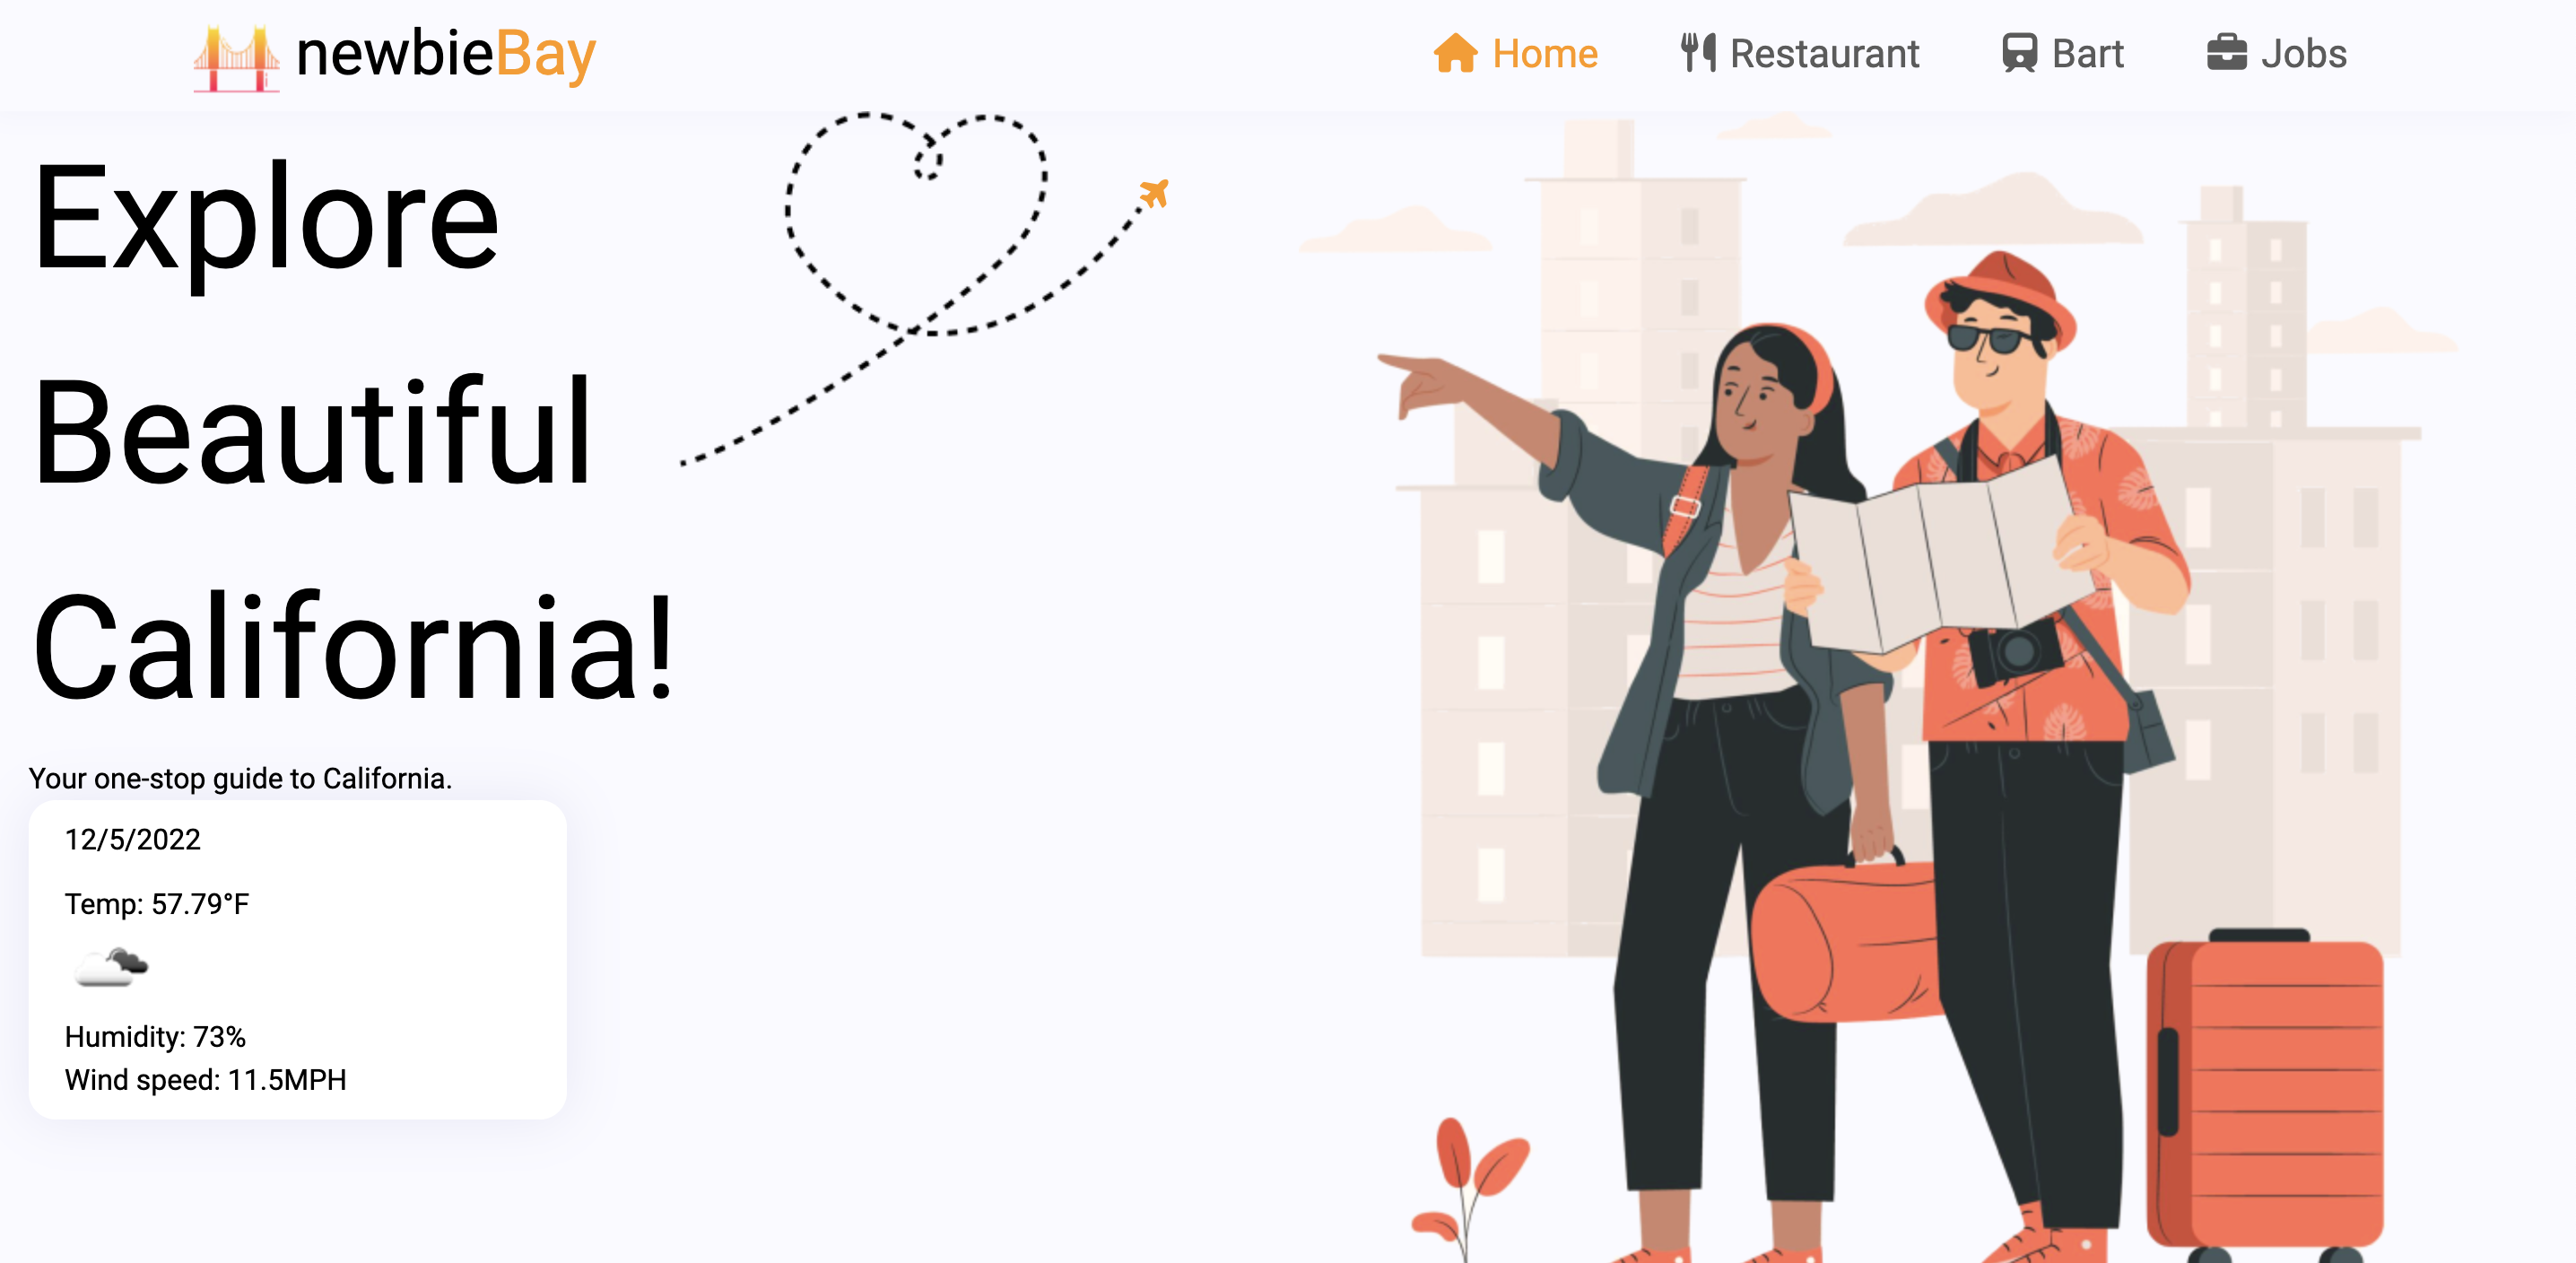 newbieBay
Home Restaurant Bart Jobs
Explore
Beautiful
California!
Your one-stop guide to California.
12/5/2022
Temp: 57.79°F
Humidity: 73%
Wind speed: 11.5MPH